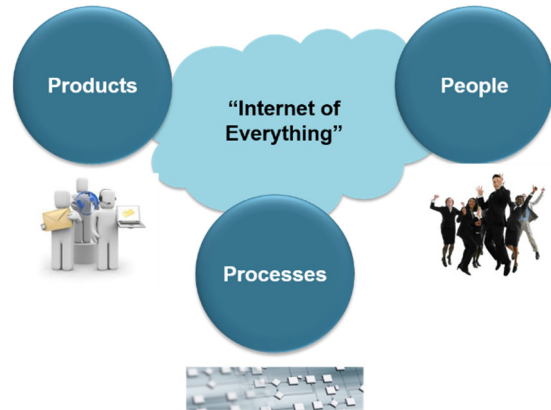 Products
“Internet of
Everything”
People
Processes